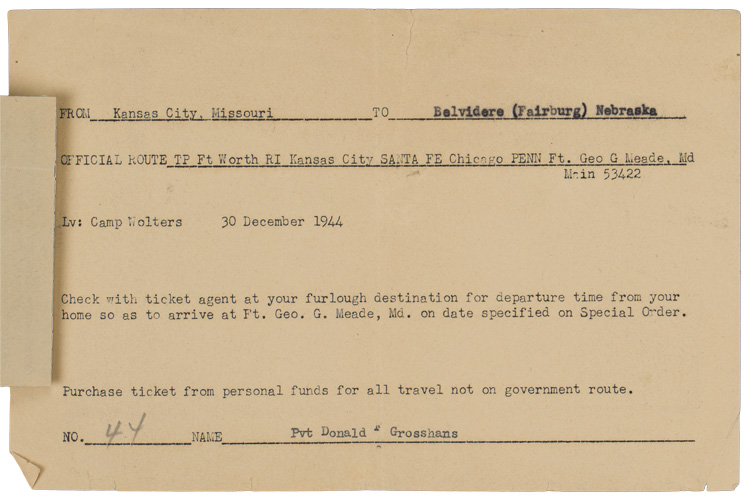 FROM Kansas City, Missouri TO Belvidere (Fairburg) Nebraska
OFFICIAL ROUTE TP Ft Worth RI Kansas City SANTA FE Chicago PENN Ft. Geo G Meade, Md
Main 53422
Lv: Camp Wolters 30 December 1944
Check with ticket agent at your furlough destination for departure time from your
home so as to arrive at Ft. Geo. G. Meade, Md. on date specified on Special Order.
Purchase ticket from personal funds for all travel not on government route.
NO. 44 NAME Pvt Donald Grosshans